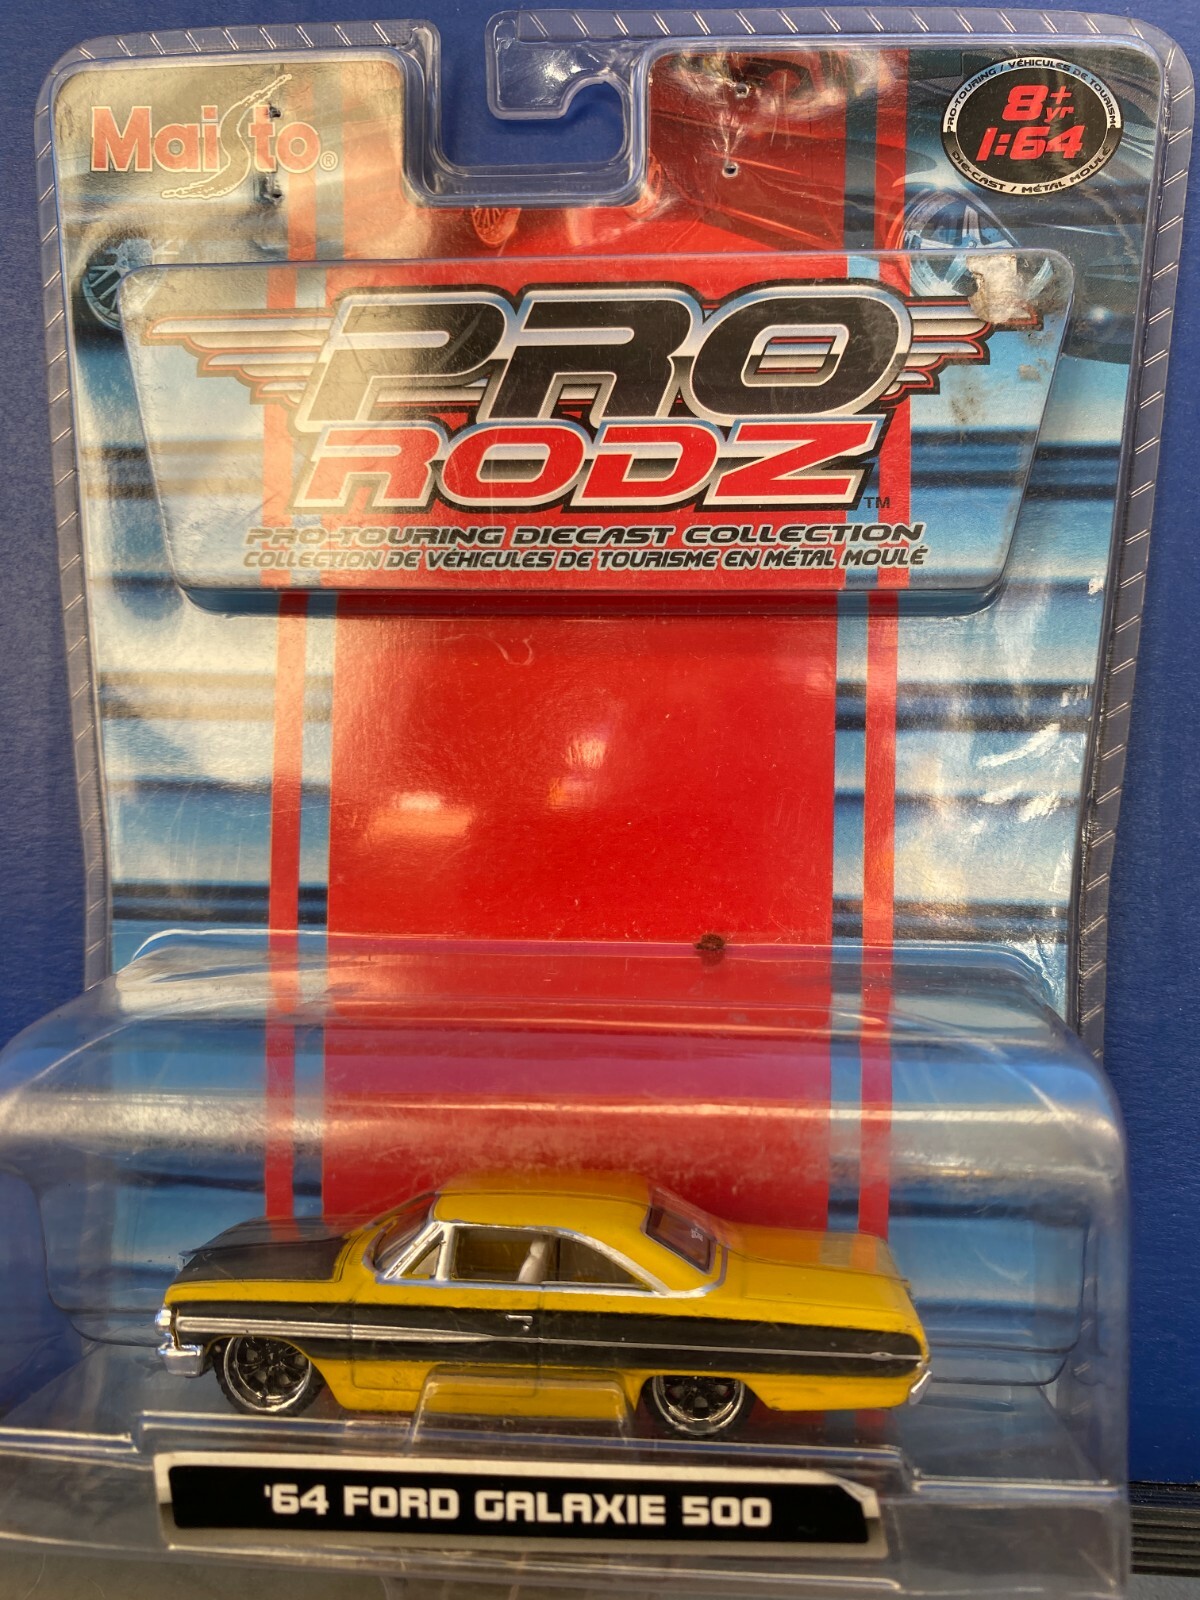 Maisto®
PRO-TOURING / VÉHICULES DE TOURISME
8+
yr
1:64
DIE-CAST / MÉTAL MOULÉ
PRO
RODZ™
PRO-TOURING DIECAST COLLECTION
COLLECTION DE VÉHICULES DE TOURISME EN MÉTAL MOULÉ
'64 FORD GALAXIE 500